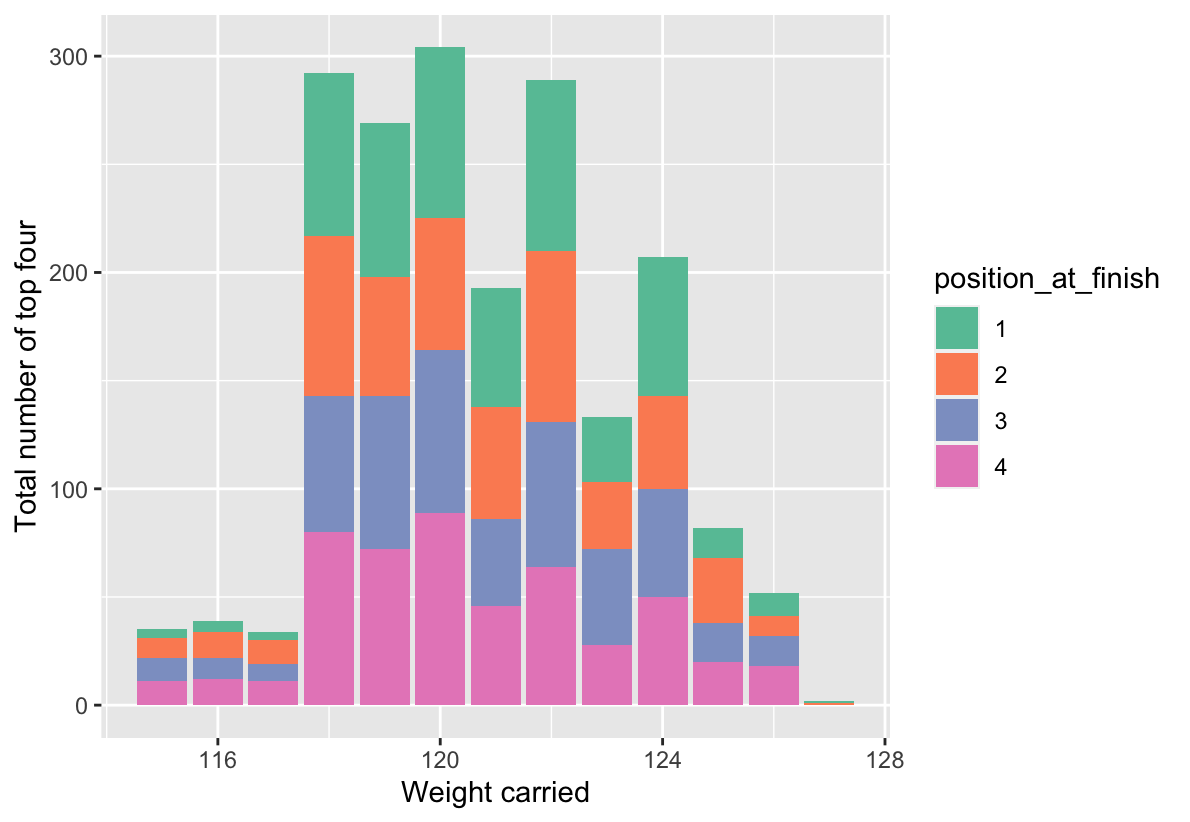 Total number of top four
300
200
100
0
116 120 124 128
Weight carried
position_at_finish
1
2
3
4